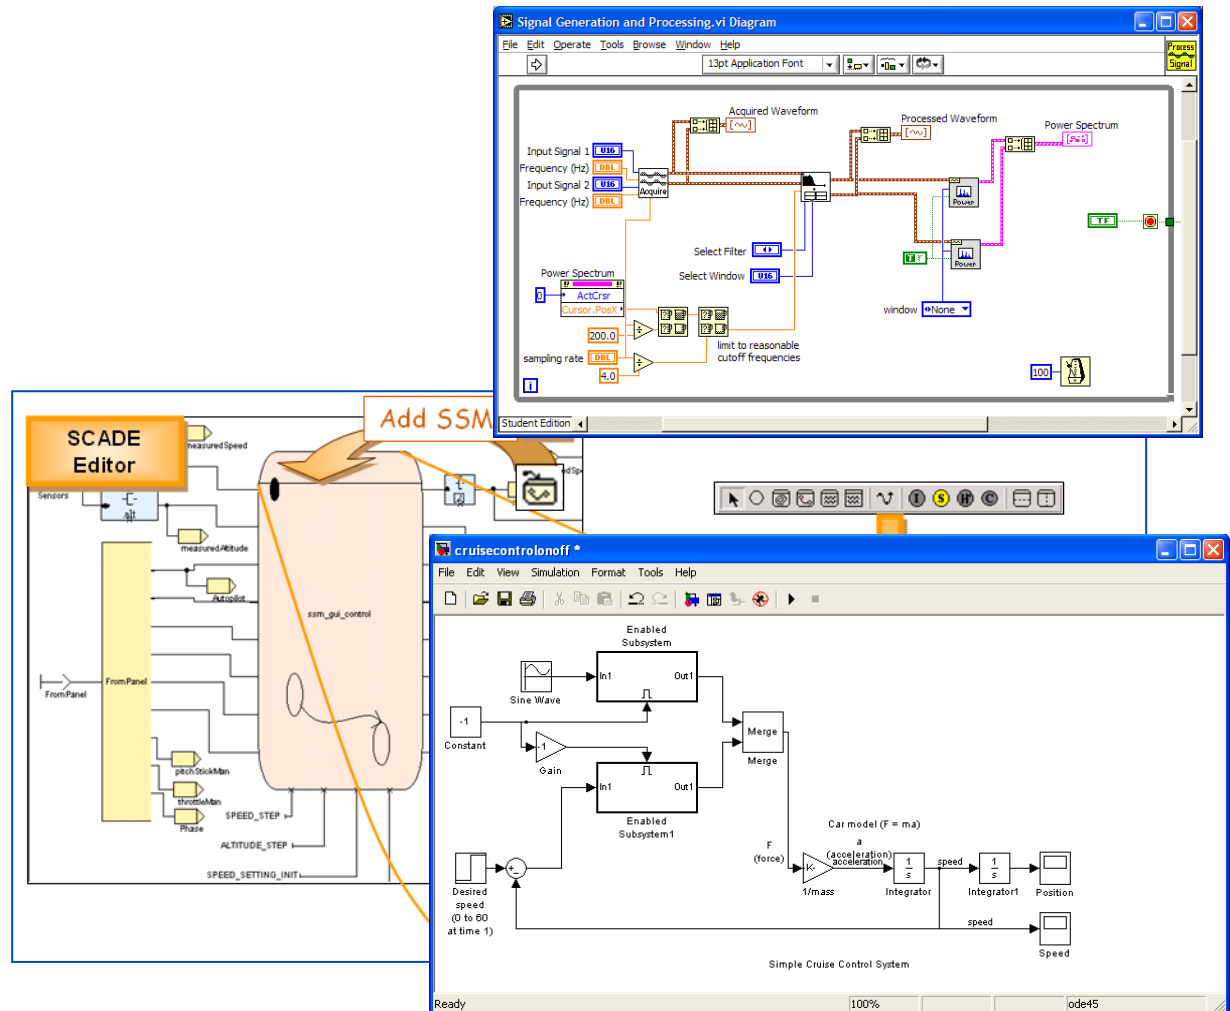 Signal Generation and Processing.vi Diagram
File Edit Operate Tools Browse Window Help
13pt Application Font
Process
Signal
Acquired Waveform
Processed Waveform
Power Spectrum
Input Signal 1
U16
Frequency (Hz)
DBL
Input Signal 2
U16
Frequency (Hz)
DBL
Acquire
Power
Power
TF
TF
Select Filter
Select Window
U16
Power Spectrum
0
ActCrsr
Cursor.PosX
200.0
sampling rate
DBL
4.0
limit to reasonable
cutoff frequencies
window
None
100
i
Student Edition
SCADE
Editor
Add SSM
measuredSpeed
Sensors
alt
measuredAltitude
Autopilot
ssm_gui_control
FromPanel
FromPanel
pitchStickMan
throttleMan
Phase
SPEED_STEP
ALTITUDE_STEP
SPEED_SETTING_INIT
I
S
H
C
cruisecontrolonoff *
File Edit View Simulation Format Tools Help
Enabled
Subsystem
In1
Out1
Sine Wave
-1
Constant
-1
Gain
Merge
Merge
In1
Out1
Enabled
Subsystem1
Car model (F = ma)
F
(force)
a
(acceleration)
acceleration
K-
1/mass
1
s
Integrator
speed
1
s
Integrator1
Position
Desired
speed
(0 to 60
at time 1)
speed
Speed
Simple Cruise Control System
Ready
100%
ode45